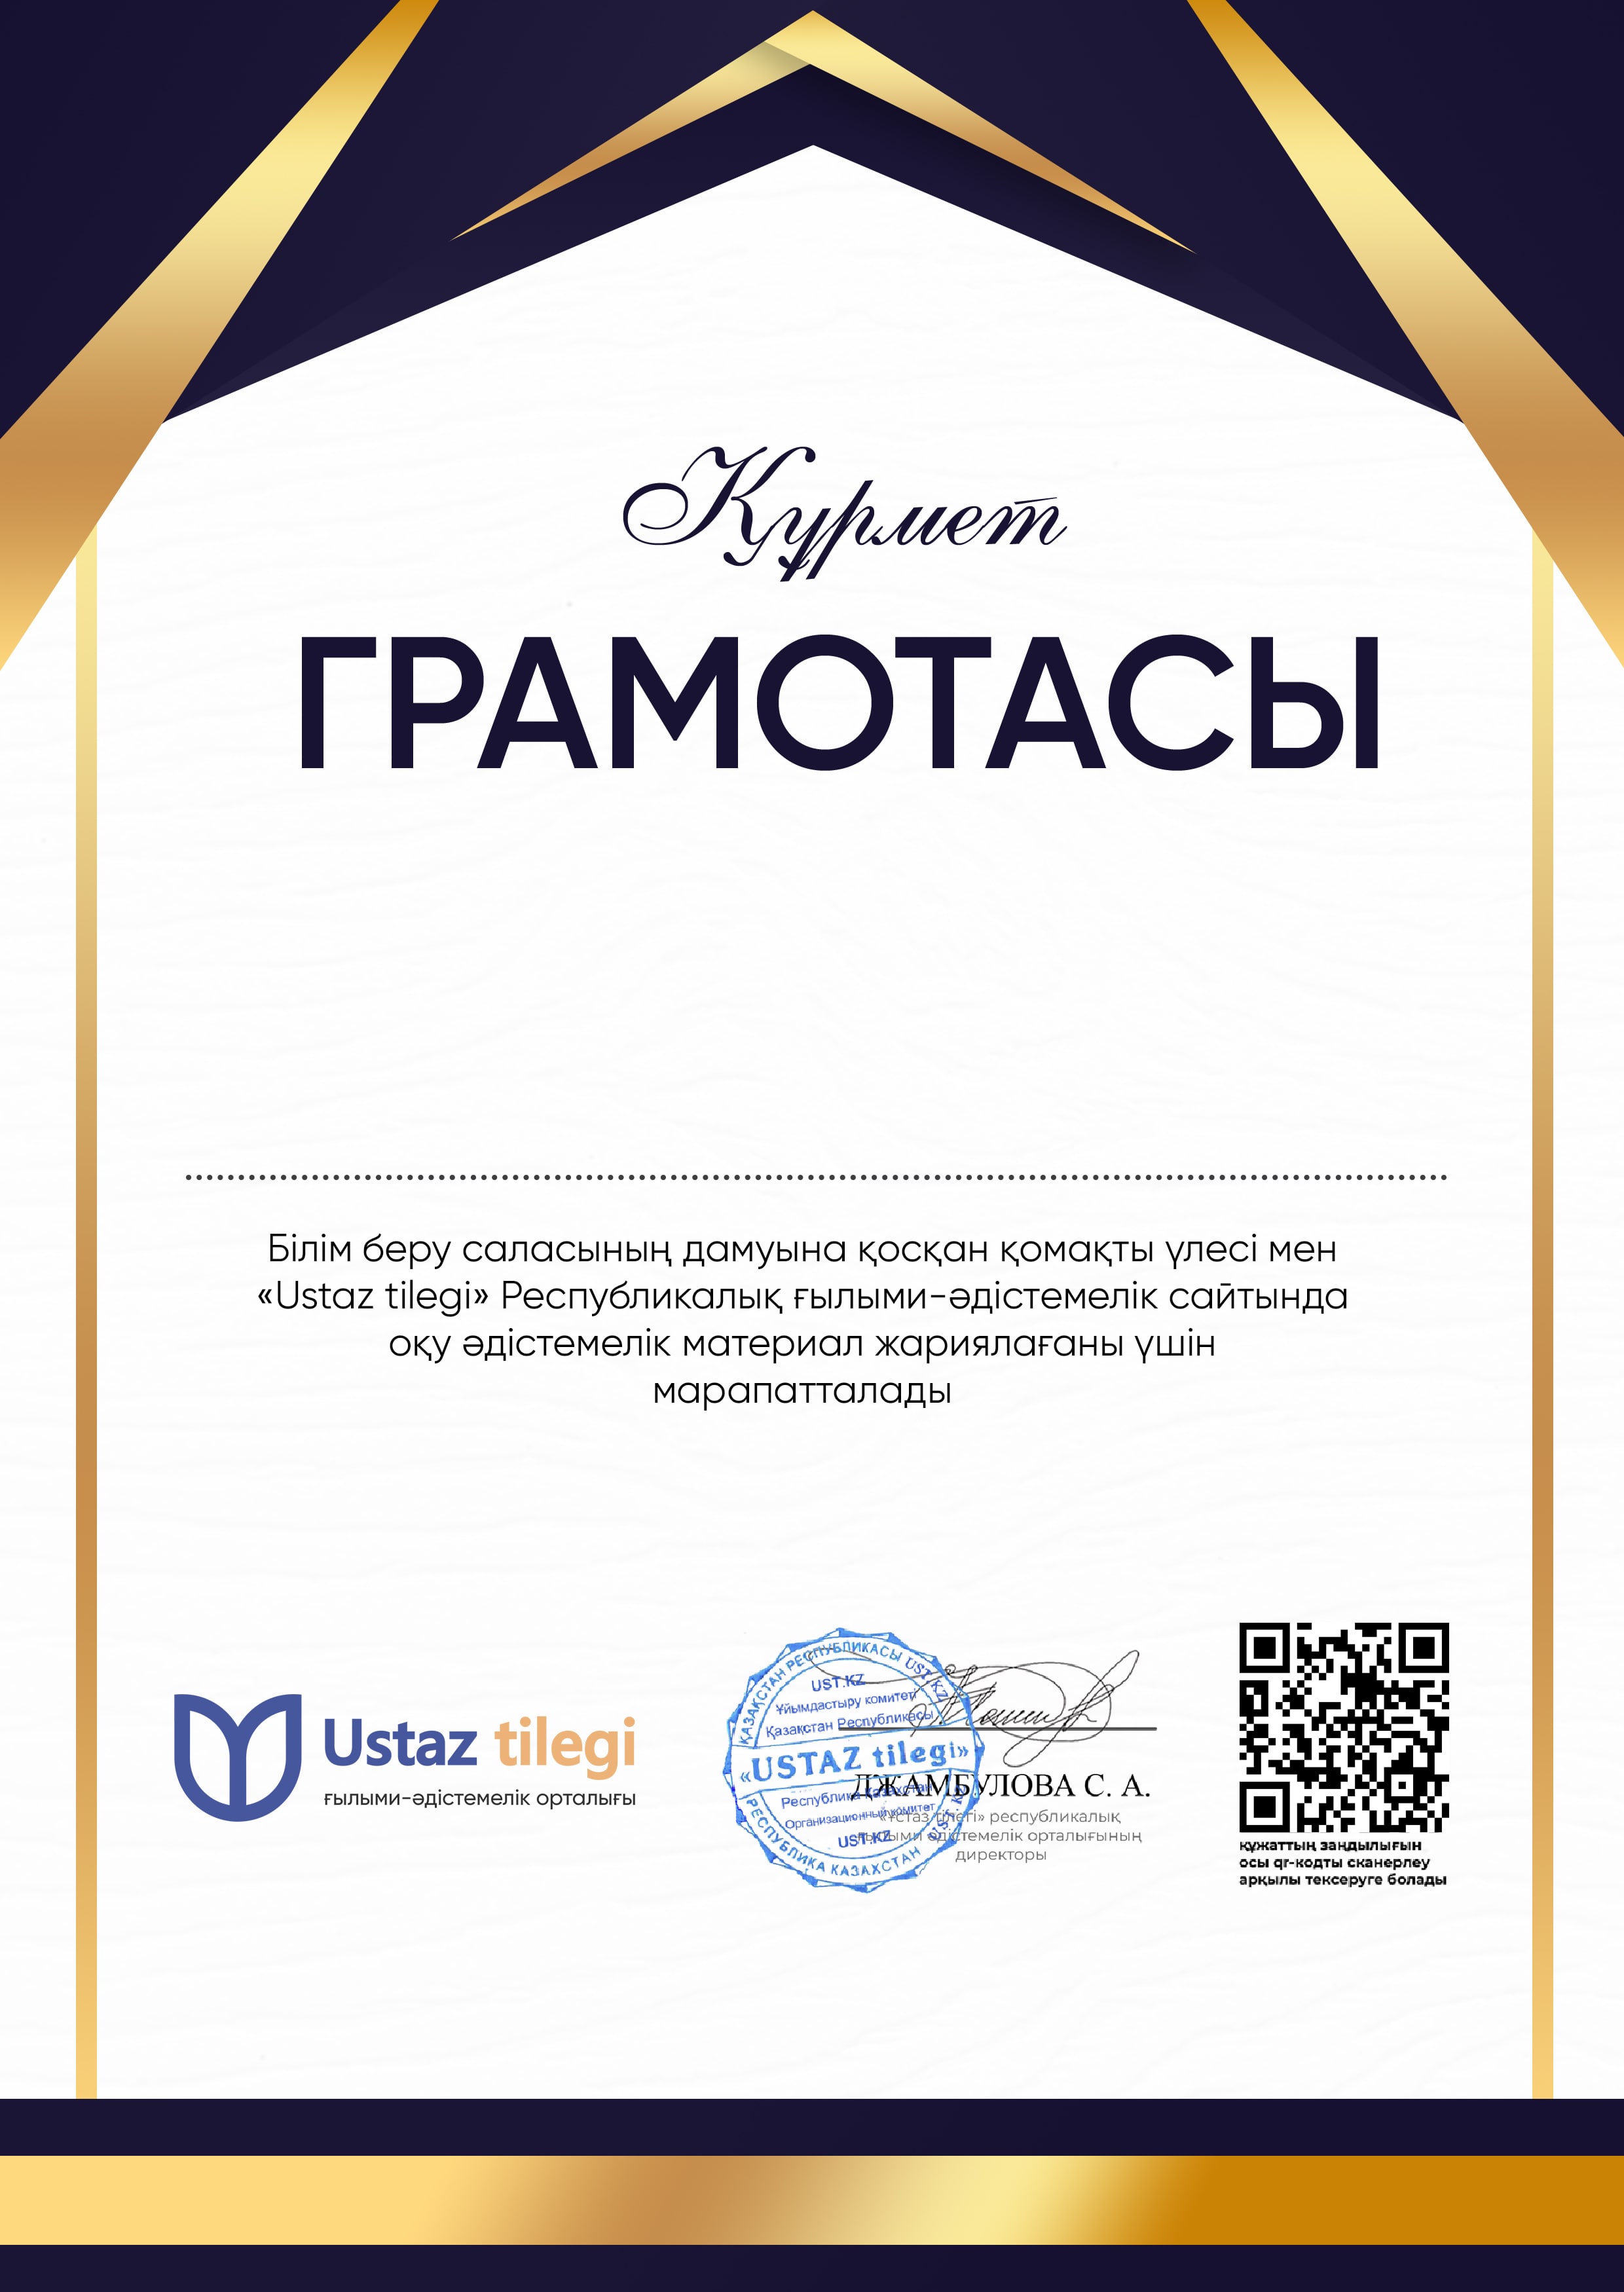 Құрмет
ГРАМОТАСЫ
Білім беру саласының дамуына қосқан қомақты үлесі мен
«Ustaz tilegi» Республикалық ғылыми-әдістемелік сайтында
оқу әдістемелік материал жариялағаны үшін
марапатталады
Ustaz tilegi
ғылыми-әдістемелік орталығы
ҚАЗАҚСТАН РЕСПУБЛИКАСЫ UST.KZ
UST.KZ
Ұйымдастыру комитеті
Қазақстан Республикасы
«USTAZ tilegi»
Республика Казахстан
Организационный комитет
UST.KZ
РЕСПУБЛИКА КАЗАХСТАН UST.KZ
ДЖАМБУЛОВА С. А.
«Ұстаз тілегі» республикалық
ғылыми әдістемелік орталығының
директоры
құжаттың заңдылығын
осы qr-кодты сканерлеу
арқылы тексеруге болады